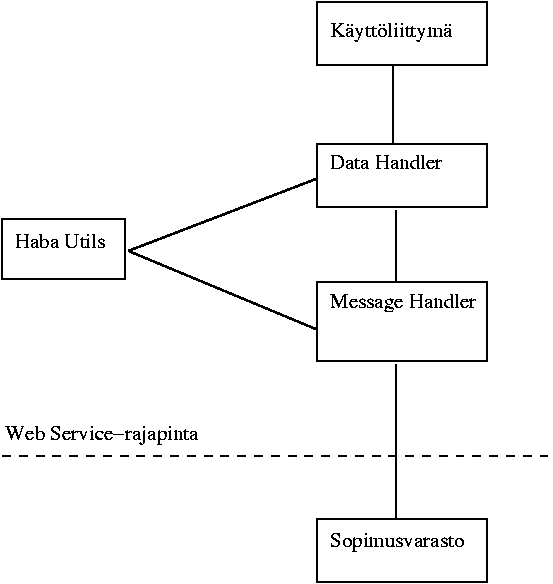 Käyttöliittymä
Data Handler
Haba Utils
Message Handler
Web Service–rajapinta
Sopimusvarasto